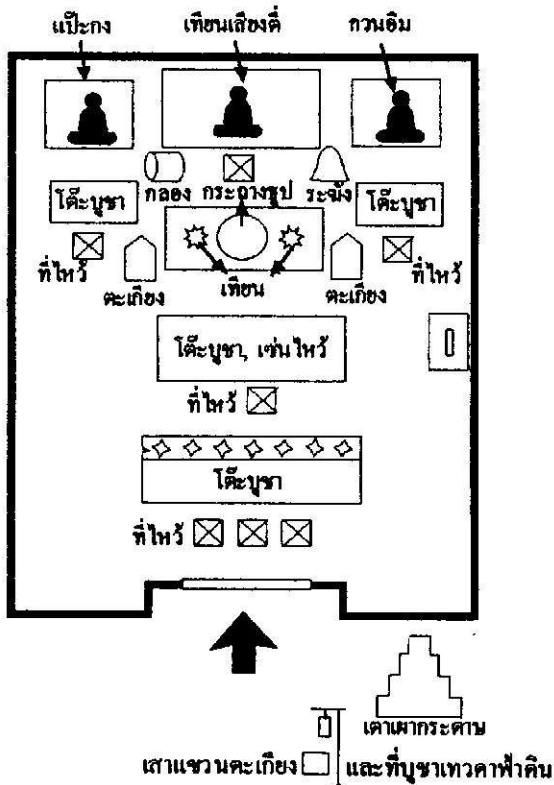 แป๊ะกง เทียนเสียงตี่ กวนอิม
กลอง กระถางธูป ระฆัง
โต๊ะบูชา โต๊ะบูชา
ที่ไหว้ ตะเกียง เทียน ตะเกียง ที่ไหว้
โต๊ะบูชา, เซ่นไหว้
ที่ไหว้
โต๊ะบูชา
ที่ไหว้
เตาเผากระดาษ
เสาแขวนตะเกียง และที่บูชาเทวดาฟ้าดิน